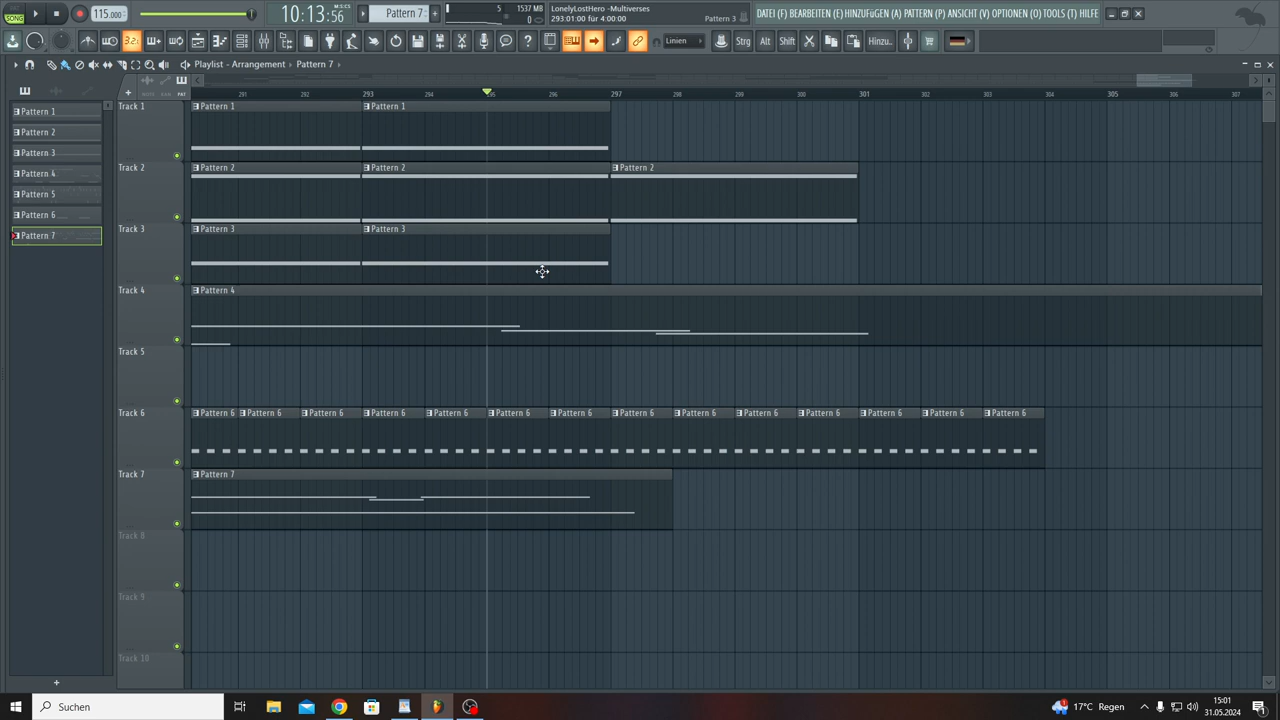 SONG
115.000
10:13:56
M:S:CS
Pattern 7
5
1537 MB
0
LonelyLostHero -Multiverses
293:01:00 für 4:00:00
Pattern 3
DATEI (F) BEARBEITEN (E) HINZUFÜGEN (A) PATTERN (P) ANSICHT (V) OPTIONEN (O) TOOLS (T) HILFE
Linien
Strg
Alt
Shift
Hinzu..
Playlist - Arrangement
Pattern 7
291
292
293
294
295
296
297
298
299
300
301
302
303
304
305
306
307
Pattern 1
Pattern 2
Pattern 3
Pattern 4
Pattern 5
Pattern 6
Pattern 7
Track 1
Pattern 1
Pattern 1
Track 2
Pattern 2
Pattern 2
Pattern 2
Track 3
Pattern 3
Pattern 3
Track 4
Pattern 4
Track 5
Track 6
Pattern 6
Pattern 6
Pattern 6
Pattern 6
Pattern 6
Pattern 6
Pattern 6
Pattern 6
Pattern 6
Pattern 6
Pattern 6
Pattern 6
Pattern 6
Pattern 6
Track 7
Pattern 7
Track 8
Track 9
Track 10
Suchen
17°C Regen
15:01
31.05.2024